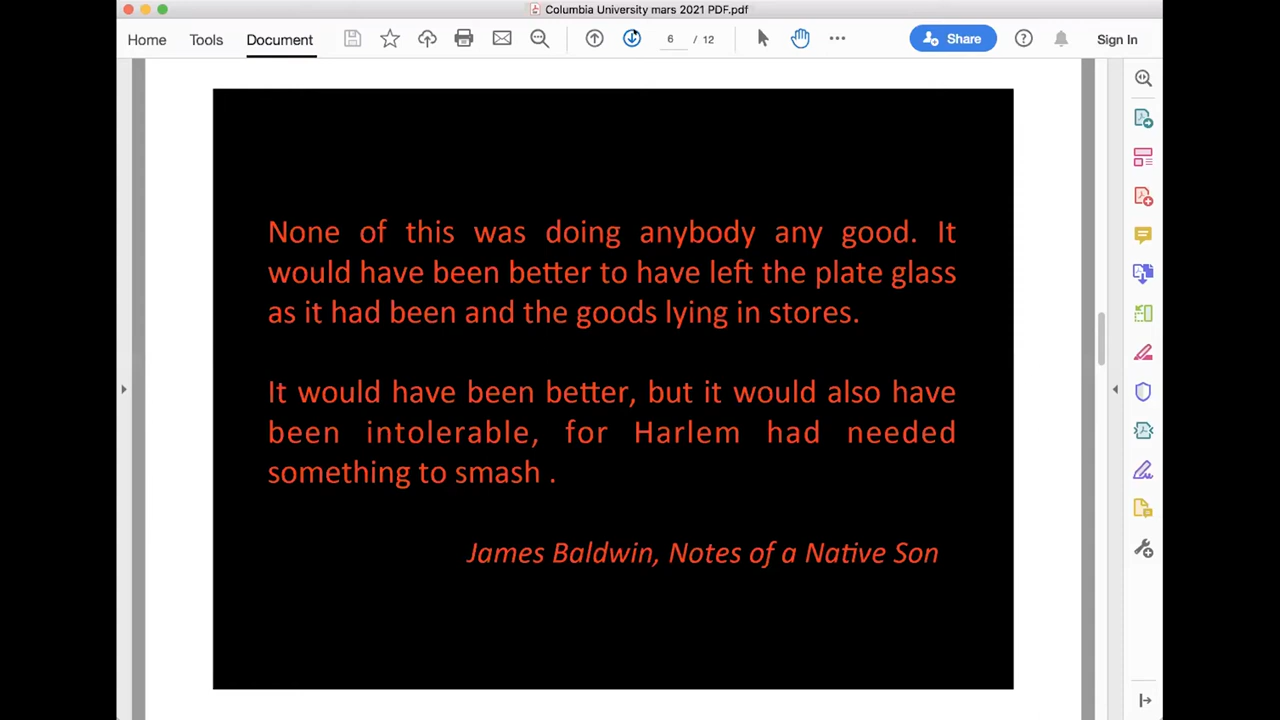 Columbia University mars 2021 PDF.pdf
Home Tools Document 6 / 12 Share Sign In
None of this was doing anybody any good. It
would have been better to have left the plate glass
as it had been and the goods lying in stores.
It would have been better, but it would also have
been intolerable, for Harlem had needed
something to smash .
James Baldwin, Notes of a Native Son